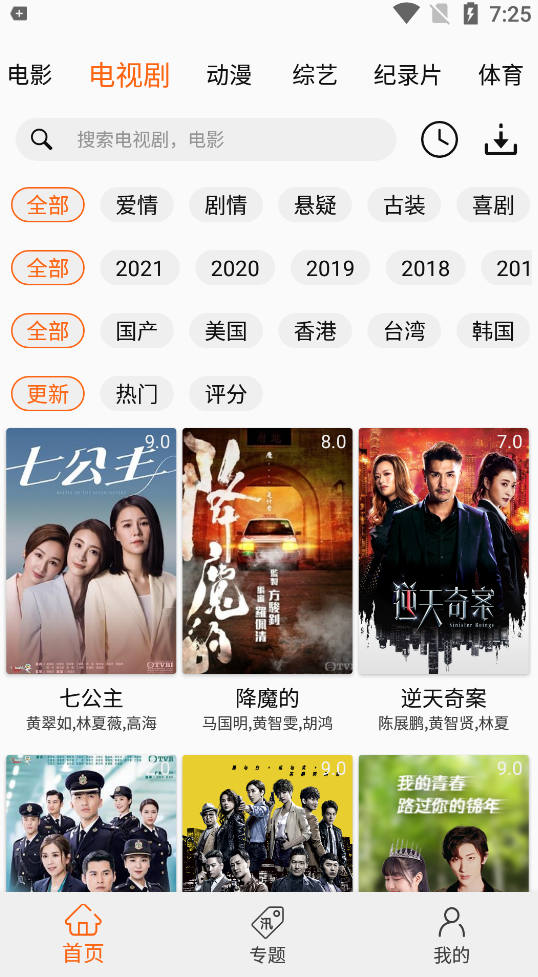 7:25
电影 电视剧 动漫 综艺 纪录片 体育
搜索电视剧，电影
全部 爱情 剧情 悬疑 古装 喜剧
全部 2021 2020 2019 2018 201
全部 国产 美国 香港 台湾 韩国
更新 热门 评分
9.0 8.0 7.0
七公主
降魔的
監製 方駿釗
編審 羅佩清
逆天奇案
Sinister Beings
TVBI
TVB
七公主 降魔的 逆天奇案
黄翠如,林夏薇,高海 马国明,黄智雯,胡鸿 陈展鹏,黄智贤,林夏
TVB
9.0 9.0
我的青春
路过你的锦年
首页 专题 我的